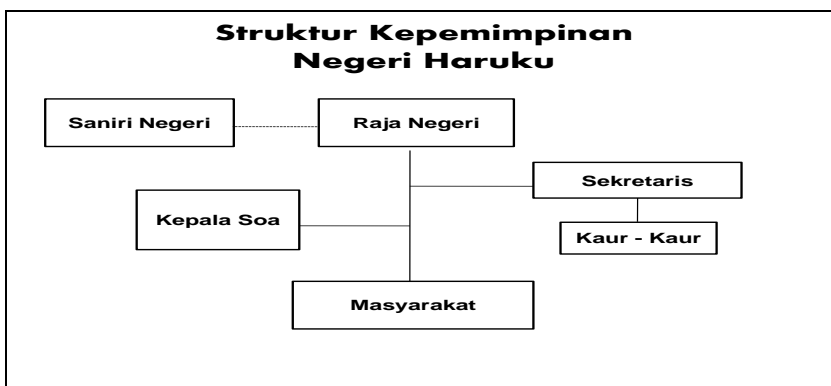 Struktur Kepemimpinan
Negeri Haruku
Saniri Negeri
Raja Negeri
Sekretaris
Kepala Soa
Kaur - Kaur
Masyarakat